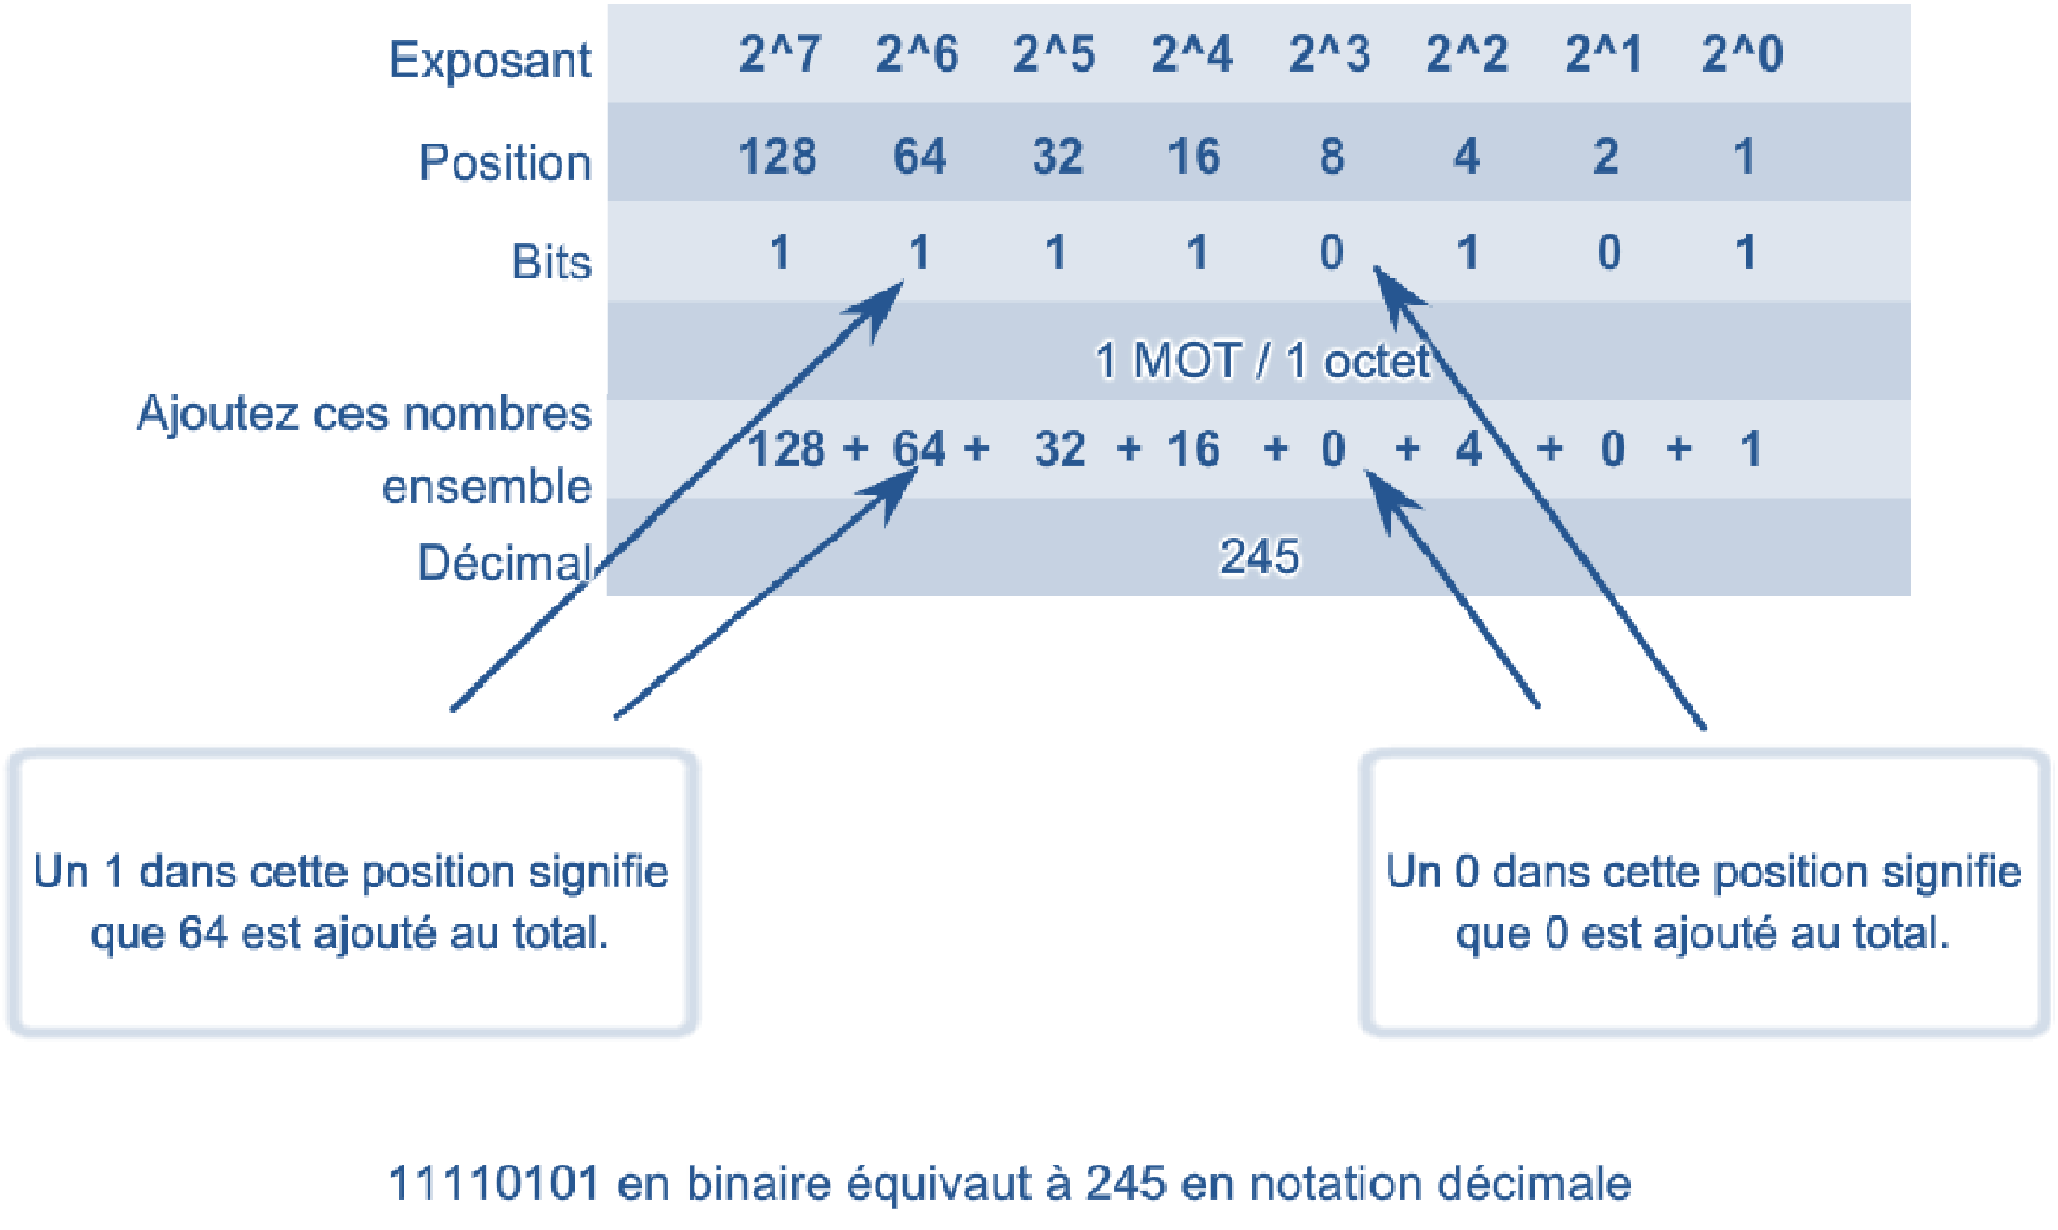 Exposant 2^7 2^6 2^5 2^4 2^3 2^2 2^1 2^0
Position 128 64 32 16 8 4 2 1
Bits 1 1 1 1 0 1 0 1
1 MOT / 1 octet
Ajoutez ces nombres
ensemble
128 + 64 + 32 + 16 + 0 + 4 + 0 + 1
Décimal 245
Un 1 dans cette position signifie
que 64 est ajouté au total.
Un 0 dans cette position signifie
que 0 est ajouté au total.
11110101 en binaire équivaut à 245 en notation décimale